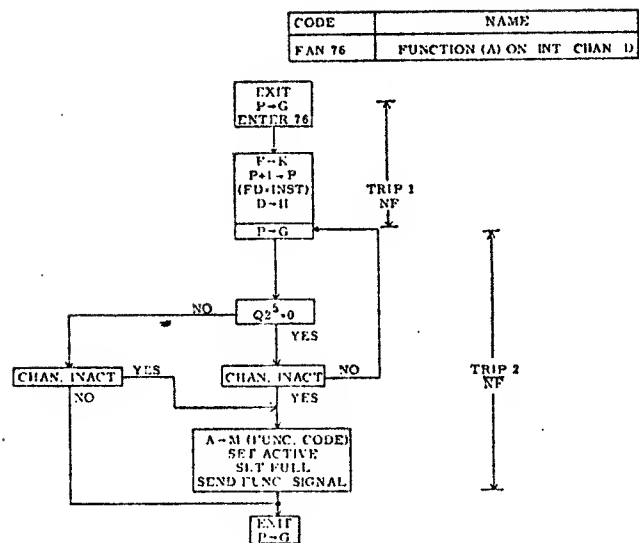 CODE NAME
FAN 76 FUNCTION (A) ON INT CHAN D
EXIT
P→G
ENTER 76
F→K
P+1→P
(FD=INST)
D→H
P→G
TRIP 1
NF
NO
Q2⁵=0
YES
CHAN. INACT YES
CHAN. INACT NO
NO
YES
TRIP 2
NF
A→M (FUNC. CODE)
SET ACTIVE
SET FULL
SEND FUNC SIGNAL
EXIT
P→G